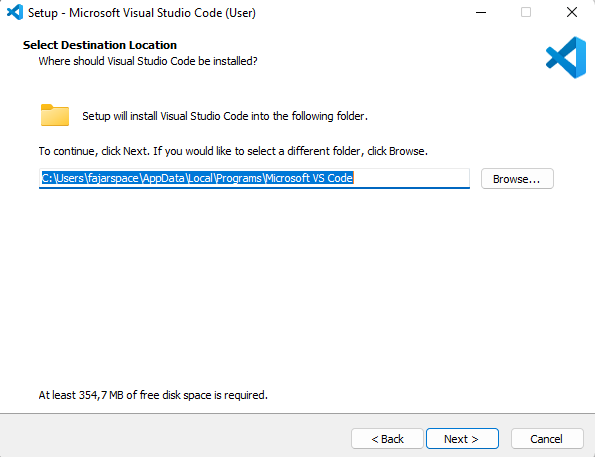 Setup - Microsoft Visual Studio Code (User)
Select Destination Location
Where should Visual Studio Code be installed?
Setup will install Visual Studio Code into the following folder.
To continue, click Next. If you would like to select a different folder, click Browse.
C:\Users\fajarspace\AppData\Local\Programs\Microsoft VS Code
Browse...
At least 354,7 MB of free disk space is required.
< Back
Next >
Cancel